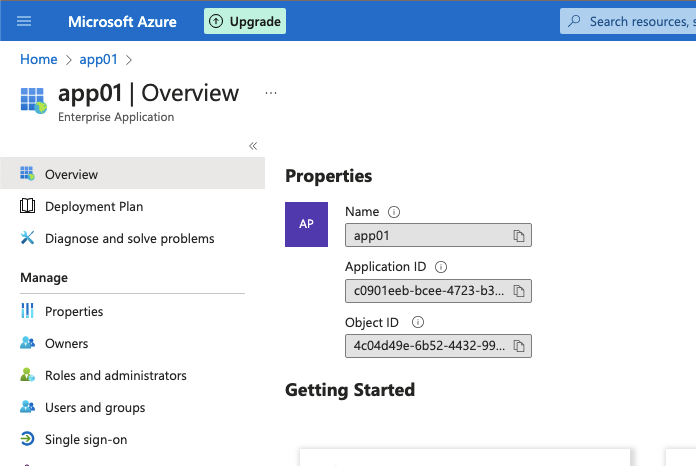 Microsoft Azure Upgrade Search resources, s
Home > app01 >
app01 | Overview ...
Enterprise Application
«
Overview
Deployment Plan
Diagnose and solve problems
Manage
Properties
Owners
Roles and administrators
Users and groups
Single sign-on
Properties
AP
Name
app01
Application ID
c0901eeb-bcee-4723-b3...
Object ID
4c04d49e-6b52-4432-99...
Getting Started